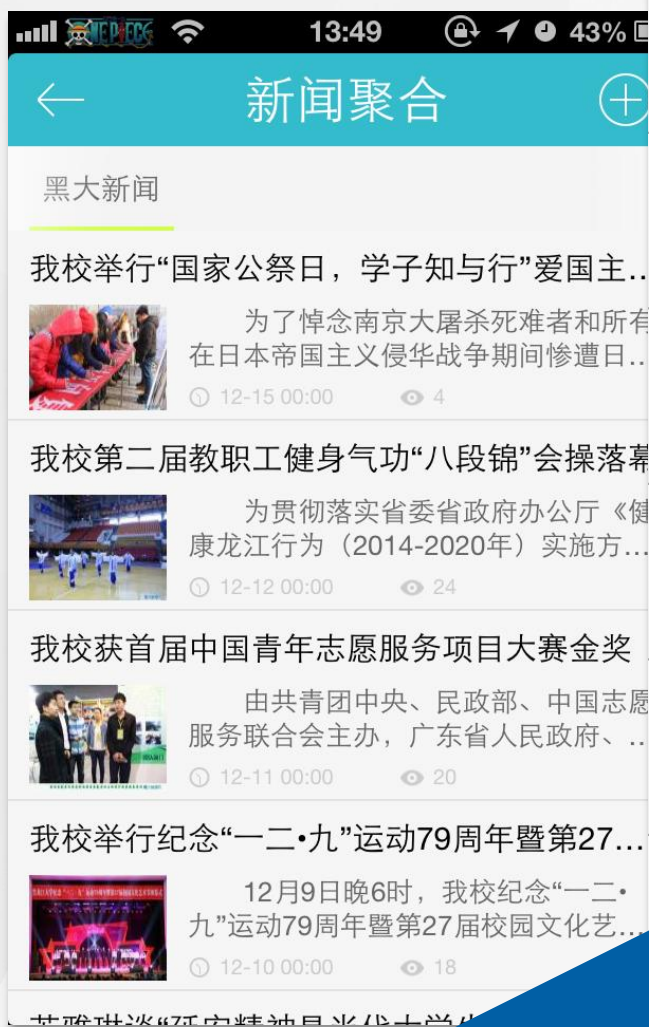 ONE PIECE 13:49 43%
新闻聚合
黑大新闻
我校举行“国家公祭日，学子知与行”爱国主...
为了悼念南京大屠杀死难者和所有
在日本帝国主义侵华战争期间惨遭日...
12-15 00:00 4
我校第二届教职工健身气功“八段锦”会操落幕
为贯彻落实省委省政府办公厅《健
康龙江行为（2014-2020年）实施方...
12-12 00:00 24
我校获首届中国青年志愿服务项目大赛金奖
由共青团中央、民政部、中国志愿
服务联合会主办，广东省人民政府、...
12-11 00:00 20
我校举行纪念“一二•九”运动79周年暨第27...
12月9日晚6时，我校纪念“一二•
九”运动79周年暨第27届校园文化艺...
12-10 00:00 18